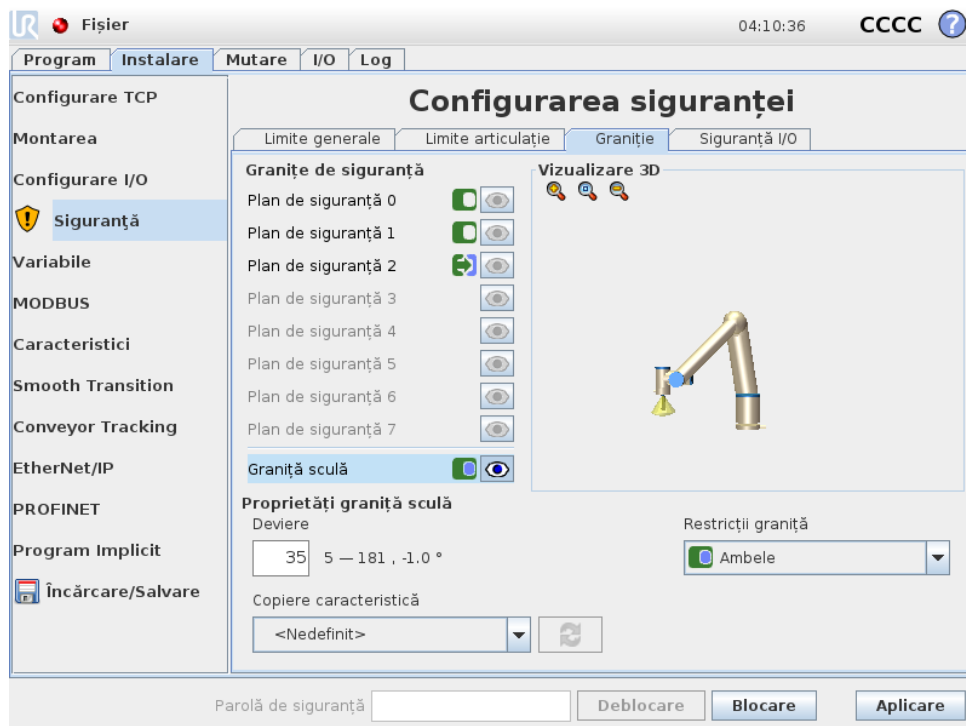 UR Fișier 04:10:36 CCCC ?
Program Instalare Mutare I/O Log
Configurare TCP
Montarea
Configurare I/O
Siguranţă
Variabile
MODBUS
Caracteristici
Smooth Transition
Conveyor Tracking
EtherNet/IP
PROFINET
Program Implicit
Încărcare/Salvare
Configurarea siguranței
Limite generale Limite articulație Graniție Siguranță I/O
Granițe de siguranță
Plan de siguranță 0
Plan de siguranță 1
Plan de siguranță 2
Plan de siguranță 3
Plan de siguranță 4
Plan de siguranță 5
Plan de siguranță 6
Plan de siguranță 7
Graniță sculă
Vizualizare 3D
Proprietăți graniță sculă
Deviere
35 5 — 181 , -1.0 °
Restricții graniță
Ambele
Copiere caracteristică
<Nedefinit>
Parolă de siguranță Deblocare Blocare Aplicare